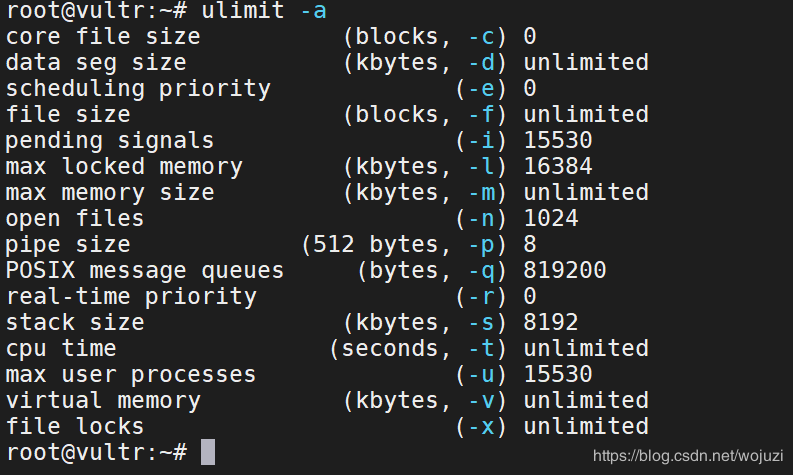 root@vultr:~# ulimit -a
core file size (blocks, -c) 0
data seg size (kbytes, -d) unlimited
scheduling priority (-e) 0
file size (blocks, -f) unlimited
pending signals (-i) 15530
max locked memory (kbytes, -l) 16384
max memory size (kbytes, -m) unlimited
open files (-n) 1024
pipe size (512 bytes, -p) 8
POSIX message queues (bytes, -q) 819200
real-time priority (-r) 0
stack size (kbytes, -s) 8192
cpu time (seconds, -t) unlimited
max user processes (-u) 15530
virtual memory (kbytes, -v) unlimited
file locks (-x) unlimited
root@vultr:~#
https://blog.csdn.net/wojuzi